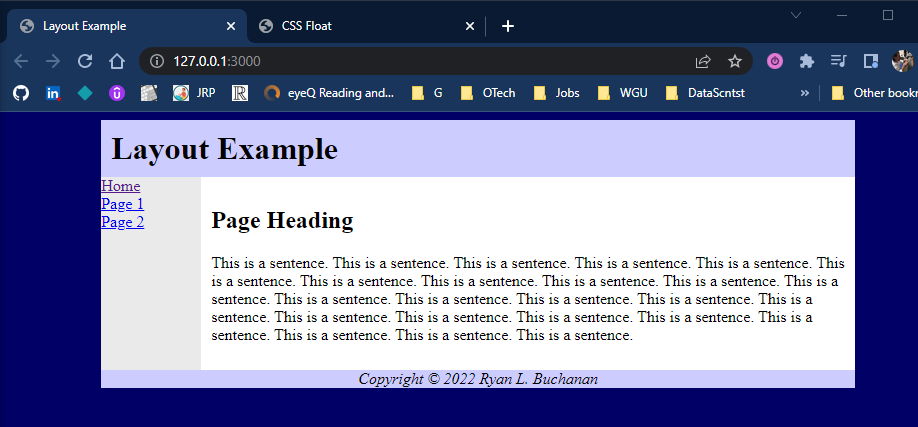 Layout Example
CSS Float
127.0.0.1:3000
in JRP R eyeQ Reading and... G OTech Jobs WGU DataScntst » Other bookm
Layout Example
Home
Page 1
Page 2
Page Heading
This is a sentence. This is a sentence. This is a sentence. This is a sentence. This is a sentence. This
is a sentence. This is a sentence. This is a sentence. This is a sentence. This is a sentence. This is a
sentence. This is a sentence. This is a sentence. This is a sentence. This is a sentence. This is a
sentence. This is a sentence. This is a sentence. This is a sentence. This is a sentence. This is a
sentence. This is a sentence. This is a sentence. This is a sentence.
Copyright © 2022 Ryan L. Buchanan